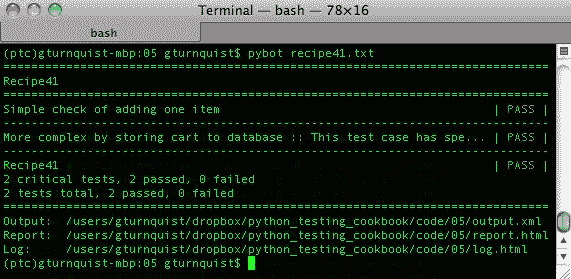 Terminal — bash — 78×16
bash
(ptc)gturnquist-mbp:05 gturnquist$ pybot recipe41.txt
==============================================================================
Recipe41
==============================================================================
Simple check of adding one item | PASS |
------------------------------------------------------------------------------
More complex by storing cart to database :: This test case has spe... | PASS |
------------------------------------------------------------------------------
Recipe41 | PASS |
2 critical tests, 2 passed, 0 failed
2 tests total, 2 passed, 0 failed
==============================================================================
Output:  /users/gturnquist/dropbox/python_testing_cookbook/code/05/output.xml
Report:  /users/gturnquist/dropbox/python_testing_cookbook/code/05/report.html
Log:     /users/gturnquist/dropbox/python_testing_cookbook/code/05/log.html
(ptc)gturnquist-mbp:05 gturnquist$